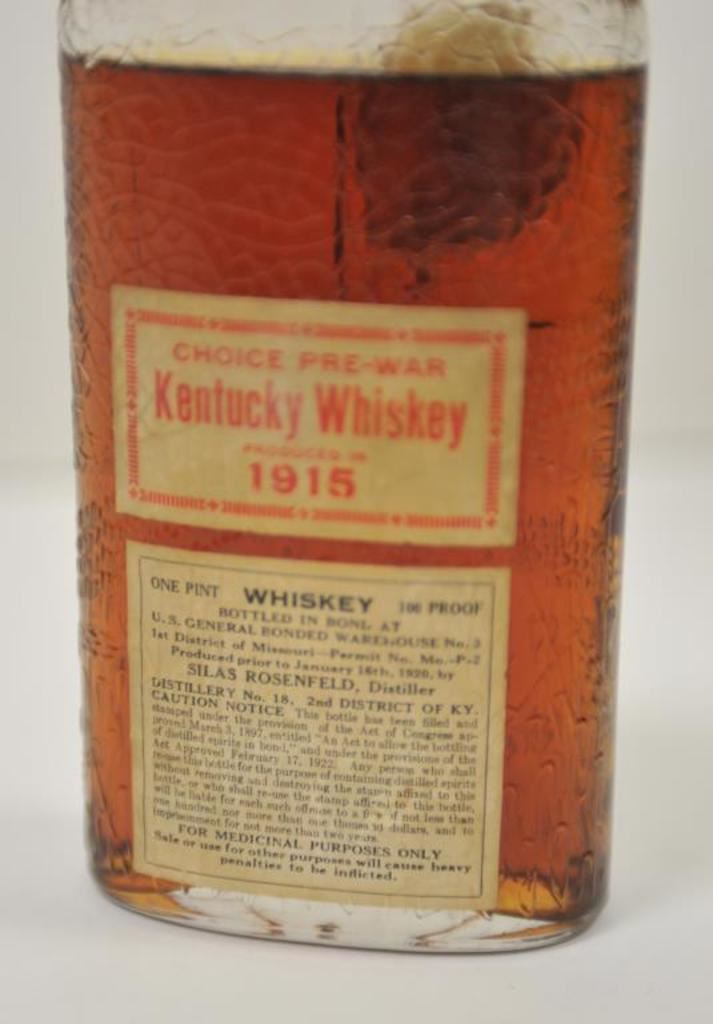 CHOICE PRE-WAR
Kentucky Whiskey
PRODUCED IN
1915
ONE PINT WHISKEY 100 PROOF
BOTTLED IN BOND AT
U.S. GENERAL BONDED WAREHOUSE No. 3
1st District of Missouri—Permit No. Mo.-P-2
Produced prior to January 16th, 1920, by
SILAS ROSENFELD, Distiller
DISTILLERY No. 18, 2nd DISTRICT OF KY.
CAUTION NOTICE This bottle has been filled and
stamped under the provision of the Act of Congress ap-
proved March 3, 1897, entitled "An Act to allow the bottling
of distilled spirits in bond," and under the provisions of the
Act Approved February 17, 1922. Any person who shall
re-use this bottle for the purpose of containing distilled spirits
without removing and destroying the stamp affixed to this
bottle, or who shall re-use the stamp affixed to this bottle,
will be liable for each such offense to a fine of not less than
one hundred nor more than one thousand dollars, and to
imprisonment for not more than two years.
FOR MEDICINAL PURPOSES ONLY
Sale or use for other purposes will cause heavy
penalties to be inflicted.